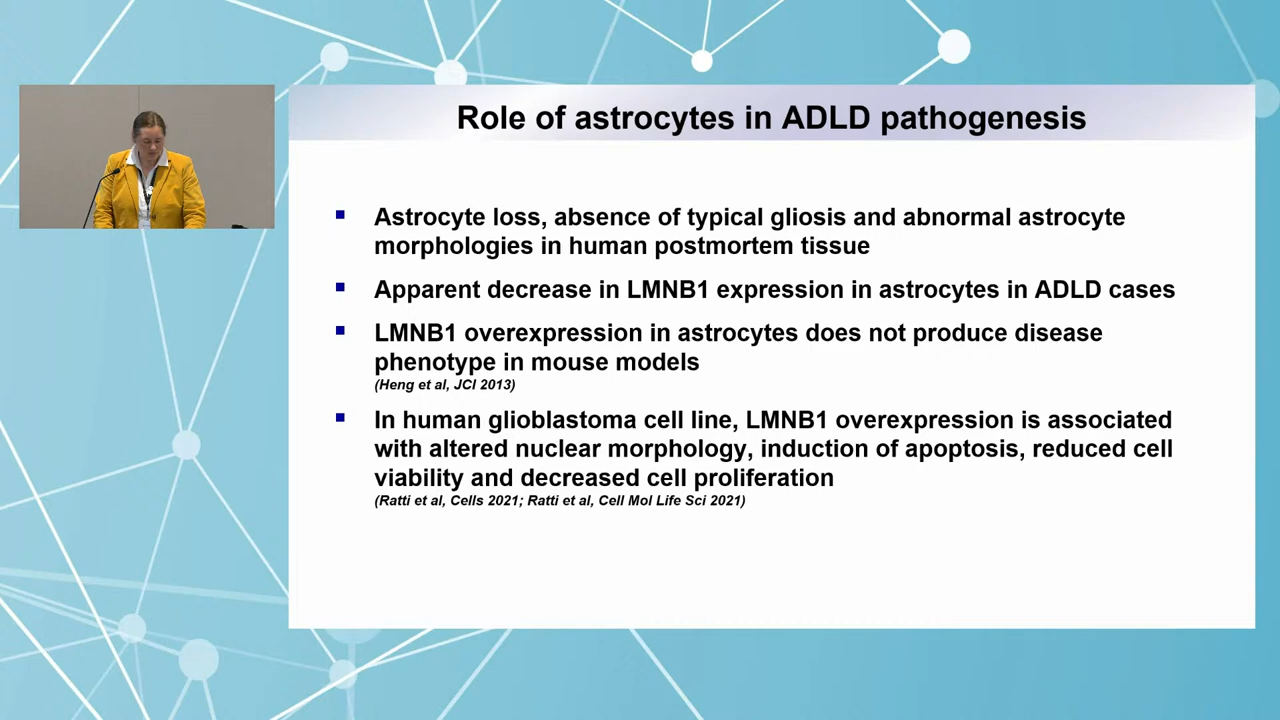 Role of astrocytes in ADLD pathogenesis
Astrocyte loss, absence of typical gliosis and abnormal astrocyte
morphologies in human postmortem tissue
Apparent decrease in LMNB1 expression in astrocytes in ADLD cases
LMNB1 overexpression in astrocytes does not produce disease
phenotype in mouse models
(Heng et al, JCI 2013)
In human glioblastoma cell line, LMNB1 overexpression is associated
with altered nuclear morphology, induction of apoptosis, reduced cell
viability and decreased cell proliferation
(Ratti et al, Cells 2021; Ratti et al, Cell Mol Life Sci 2021)